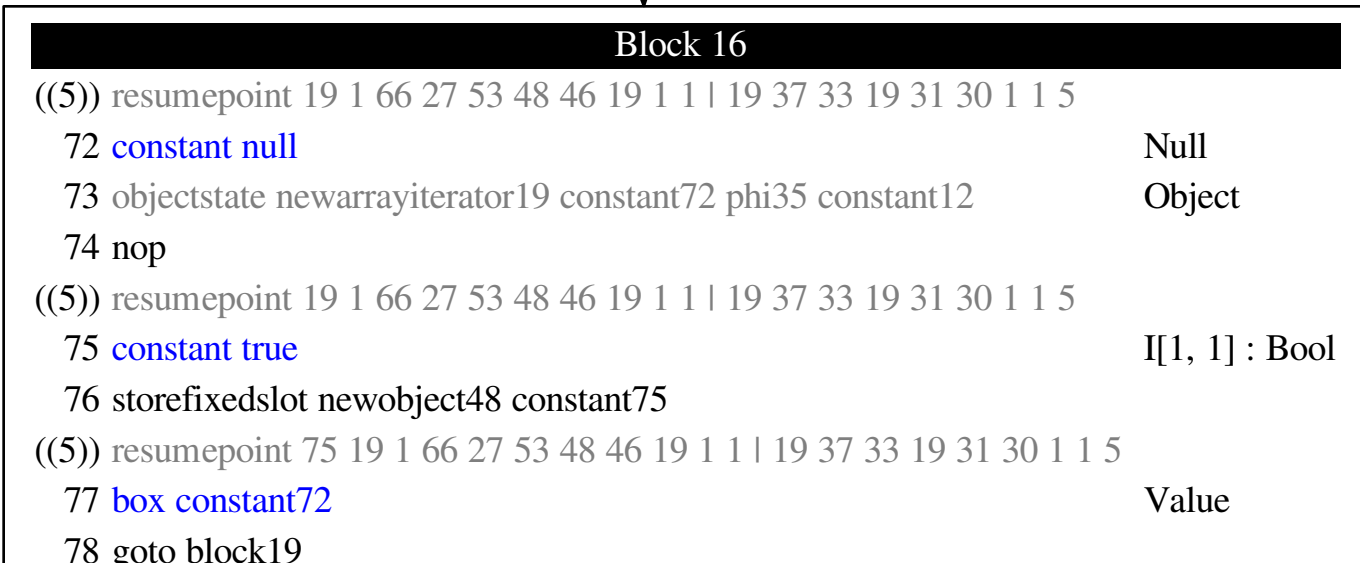 Block 16
((5)) resumepoint 19 1 66 27 53 48 46 19 1 1 | 19 37 33 19 31 30 1 1 5
72 constant null Null
73 objectstate newarrayiterator19 constant72 phi35 constant12 Object
74 nop
((5)) resumepoint 19 1 66 27 53 48 46 19 1 1 | 19 37 33 19 31 30 1 1 5
75 constant true I[1, 1] : Bool
76 storefixedslot newobject48 constant75
((5)) resumepoint 75 19 1 66 27 53 48 46 19 1 1 | 19 37 33 19 31 30 1 1 5
77 box constant72 Value
78 goto block19